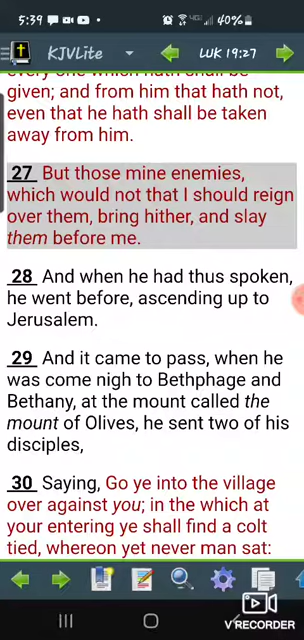 5:39 40%
KJVLite LUK 19:27
every one which hath shall be
given; and from him that hath not,
even that he hath shall be taken
away from him.
27 But those mine enemies,
which would not that I should reign
over them, bring hither, and slay
them before me.
28 And when he had thus spoken,
he went before, ascending up to
Jerusalem.
29 And it came to pass, when he
was come nigh to Bethphage and
Bethany, at the mount called the
mount of Olives, he sent two of his
disciples,
30 Saying, Go ye into the village
over against you; in the which at
your entering ye shall find a colt
tied, whereon yet never man sat:
V RECORDER